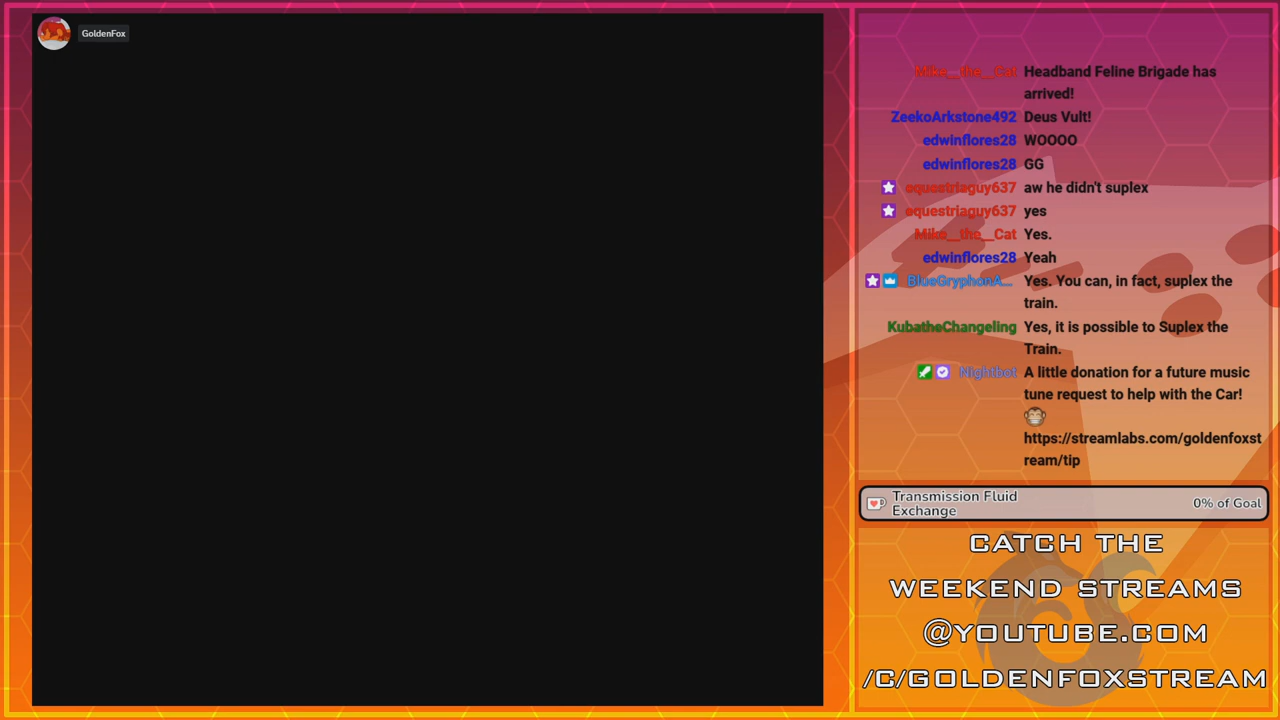 GoldenFox
Mike__the__Cat Headband Feline Brigade has
arrived!
ZeekoArkstone492 Deus Vult!
edwinflores28 WOOOO
edwinflores28 GG
equestriaguy637 aw he didn't suplex
equestriaguy637 yes
Mike__the__Cat Yes.
edwinflores28 Yeah
BlueGryphonA... Yes. You can, in fact, suplex the
train.
KubatheChangeling Yes, it is possible to Suplex the
Train.
Nightbot A little donation for a future music
tune request to help with the Car!
https://streamlabs.com/goldenfoxst
ream/tip
Transmission Fluid
Exchange
0% of Goal
CATCH THE
WEEKEND STREAMS
@YOUTUBE.COM
/C/GOLDENFOXSTREAM